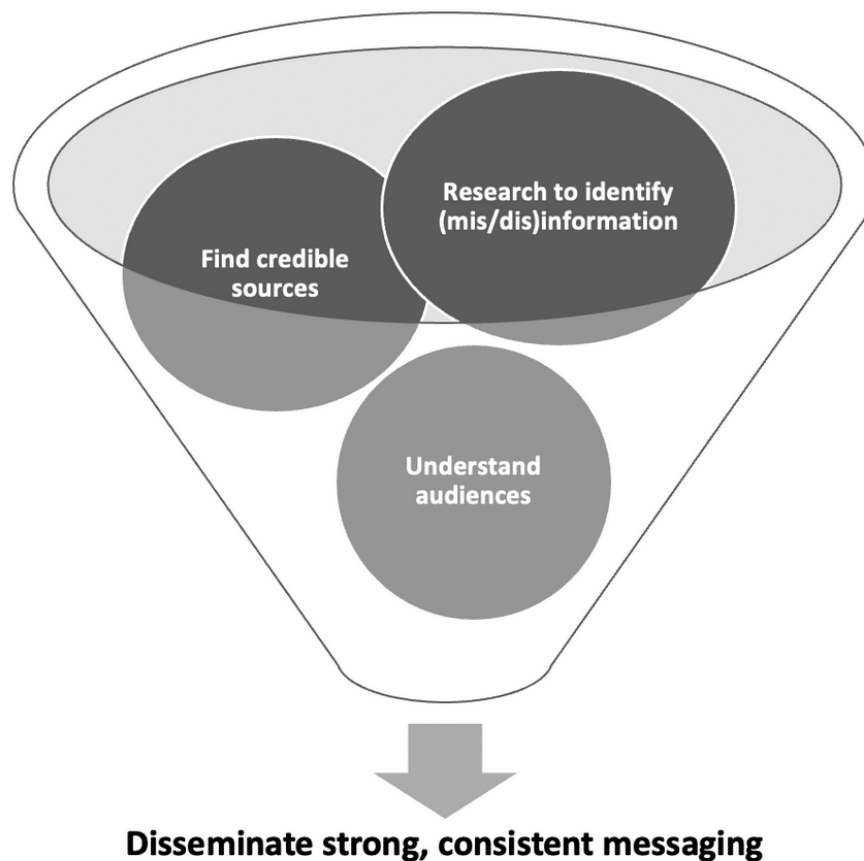 Research to identify
(mis/dis)information
Find credible
sources
Understand
audiences
Disseminate strong, consistent messaging